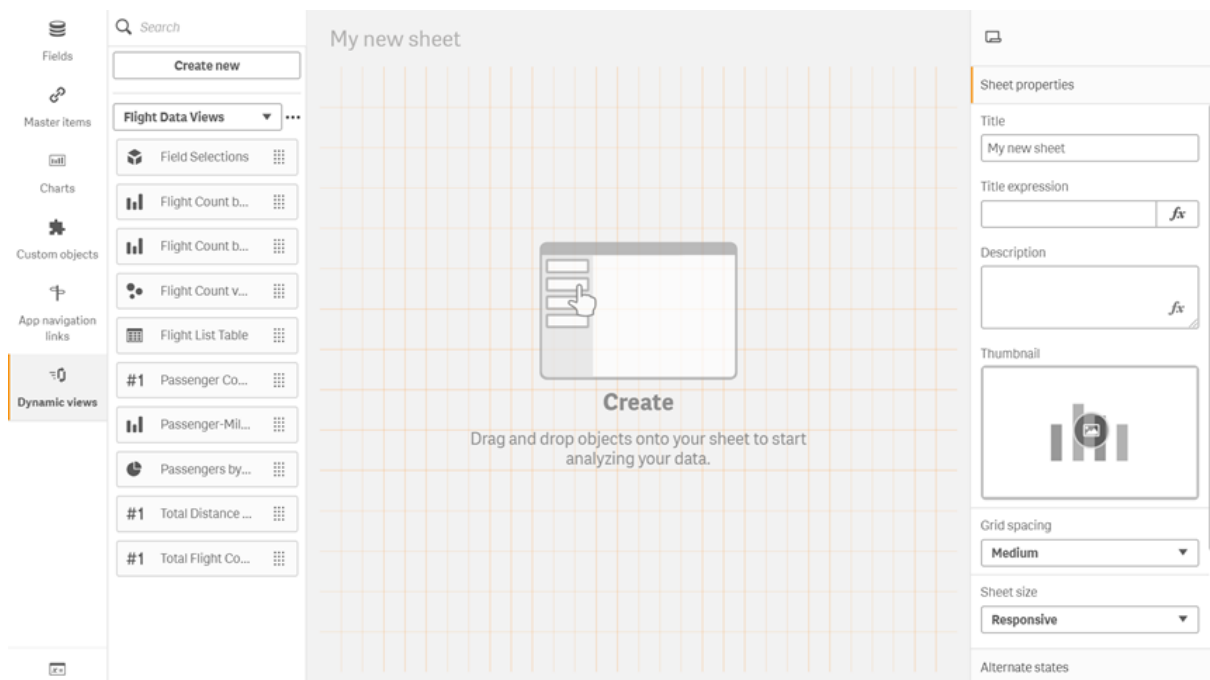 Fields
Master items
Charts
Custom objects
App navigation
links
Dynamic views
Search
Create new
Flight Data Views
Field Selections
Flight Count b...
Flight Count b...
Flight Count v...
Flight List Table
#1 Passenger Co...
Passenger-Mil...
Passengers by...
#1 Total Distance ...
#1 Total Flight Co...
My new sheet
Create
Drag and drop objects onto your sheet to start
analyzing your data.
Sheet properties
Title
My new sheet
Title expression
fx
Description
fx
Thumbnail
Grid spacing
Medium
Sheet size
Responsive
Alternate states